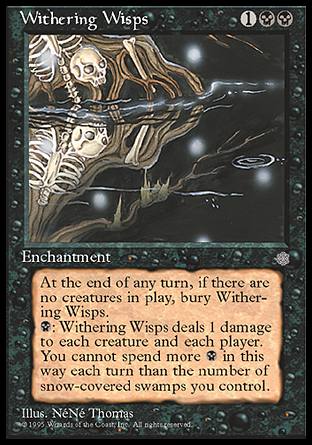 Withering Wisps 1
Enchantment
At the end of any turn, if there are
no creatures in play, bury Wither-
ing Wisps.
: Withering Wisps deals 1 damage
to each creature and each player.
You cannot spend more in this
way each turn than the number of
snow-covered swamps you control.
Illus. NéNé Thomas
© 1995 Wizards of the Coast, Inc. All rights reserved.